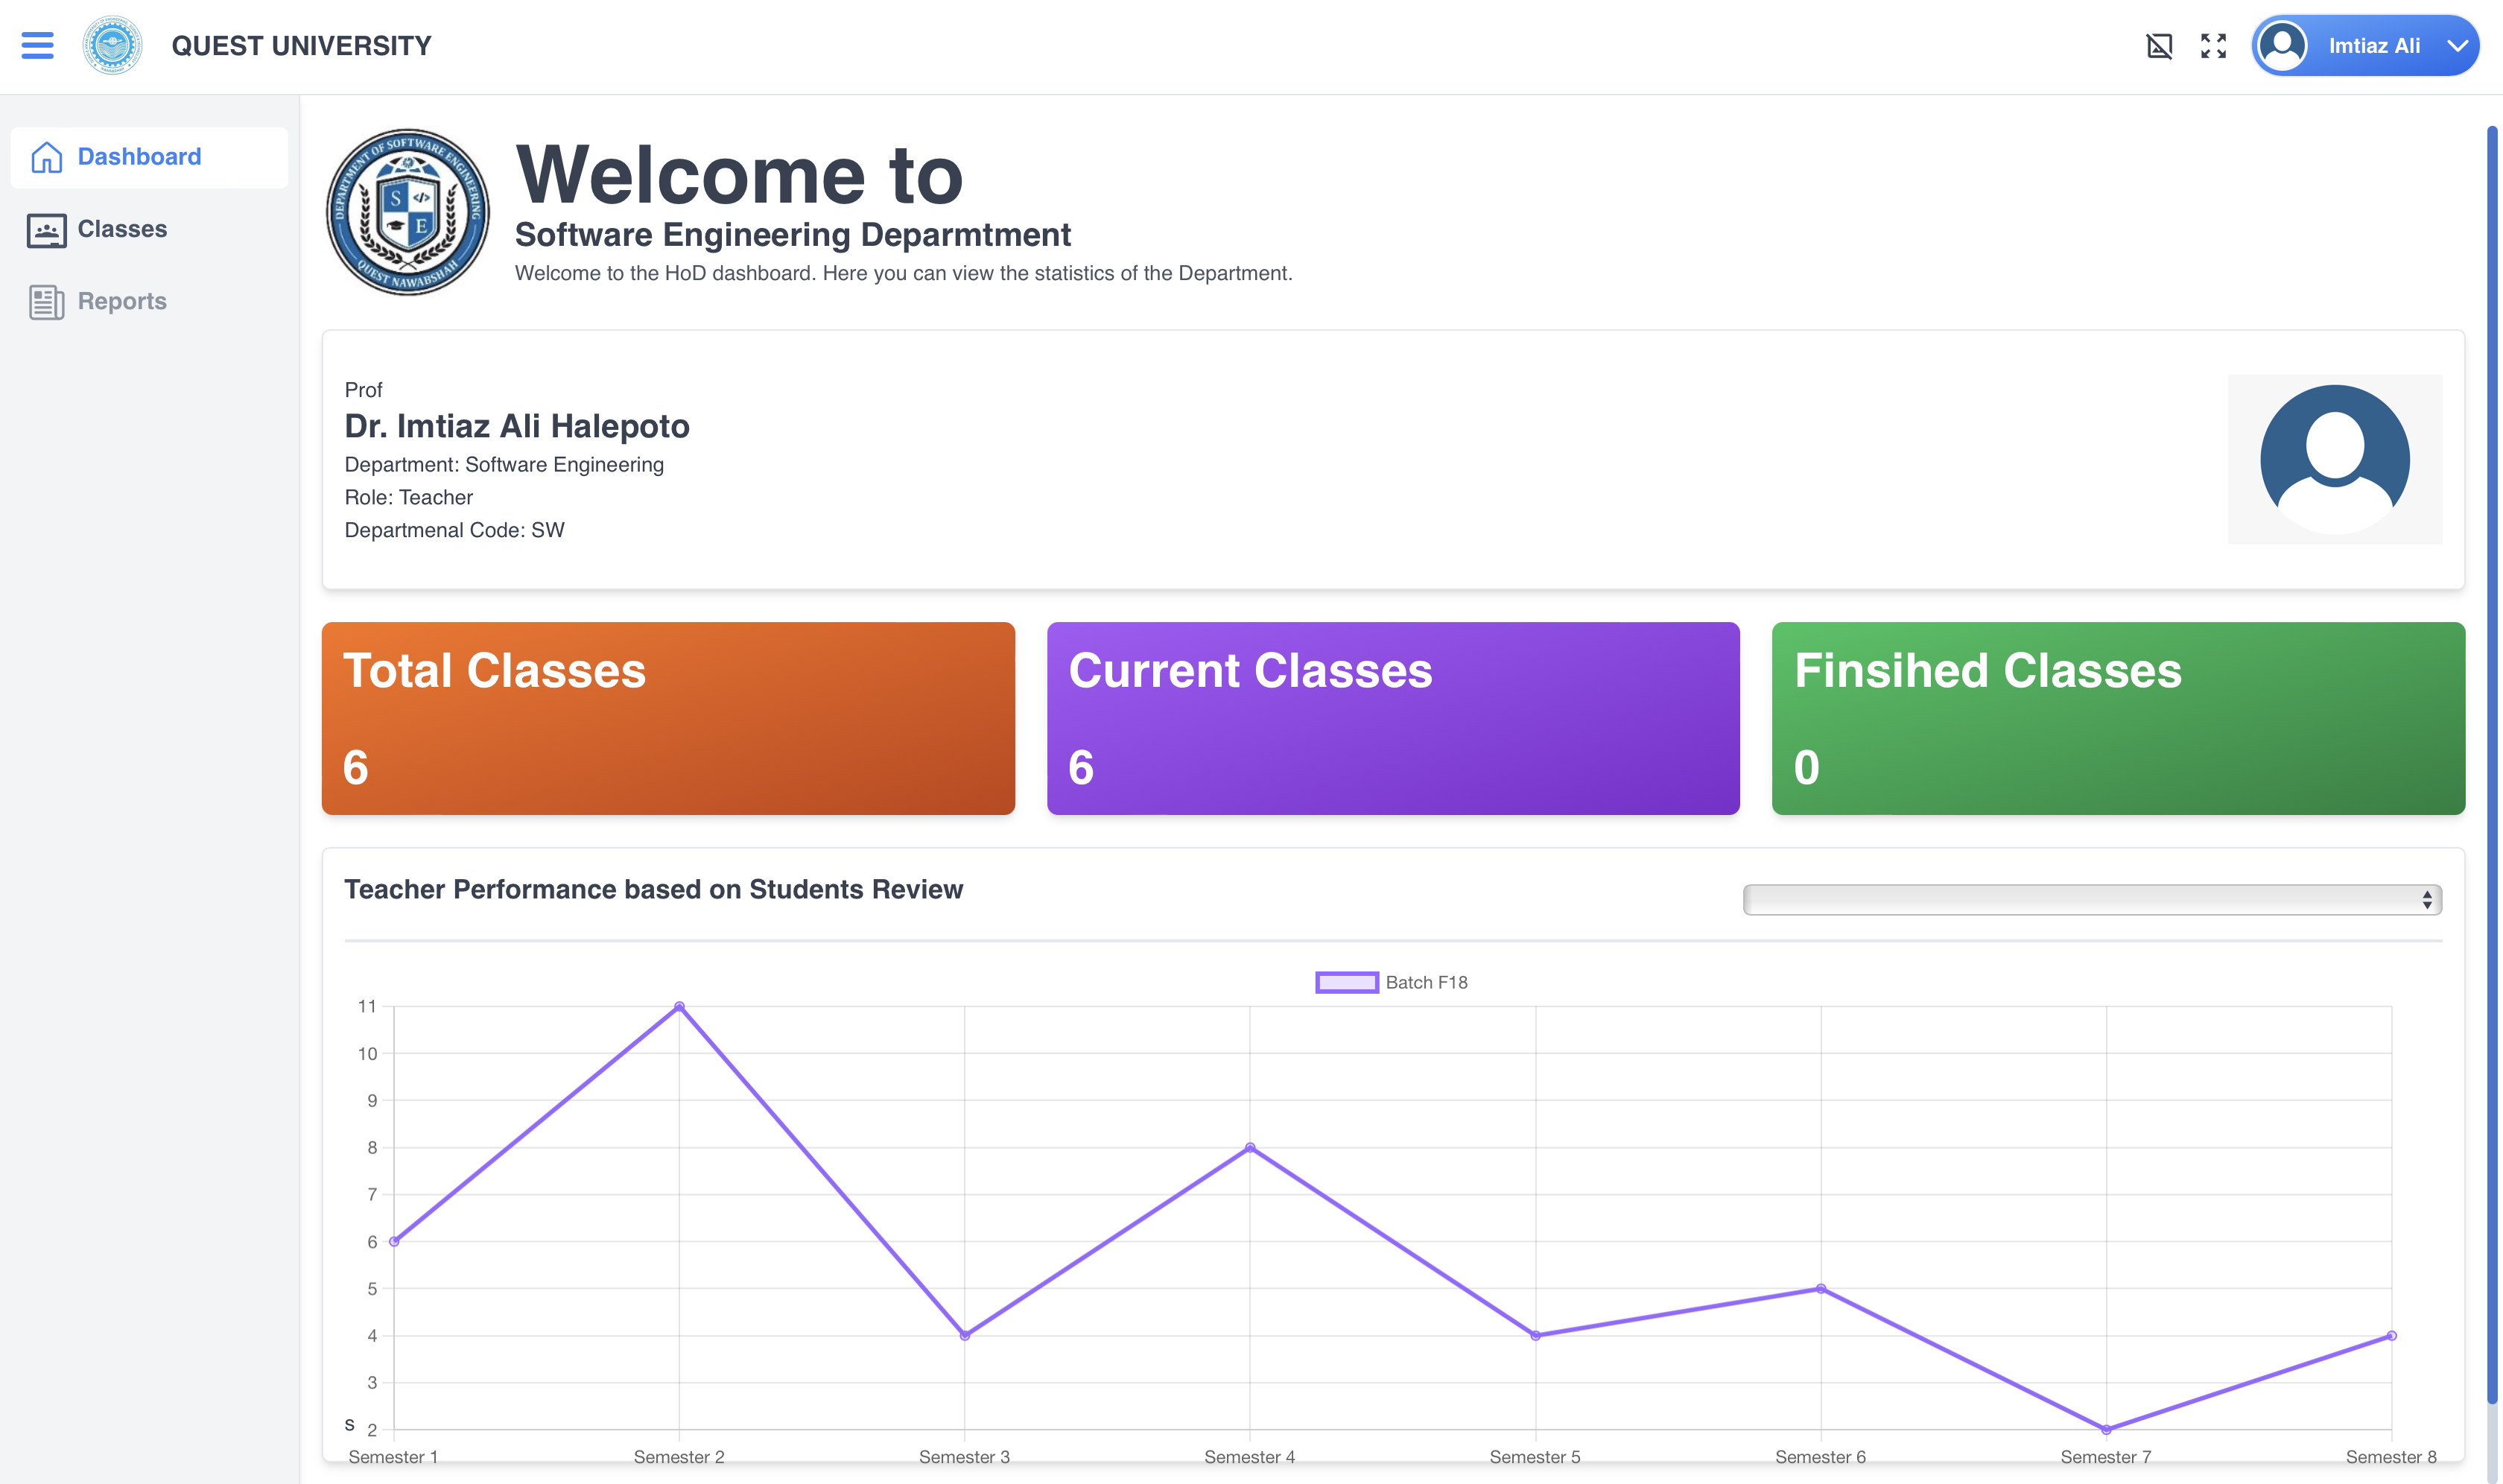 QUEST UNIVERSITY
Imtiaz Ali
Dashboard
Classes
Reports
DEPARTMENT OF SOFTWARE ENGINEERING
S </>
E
QUEST NAWABSHAH
Welcome to
Software Engineering Deparmtment
Welcome to the HoD dashboard. Here you can view the statistics of the Department.
Prof
Dr. Imtiaz Ali Halepoto
Department: Software Engineering
Role: Teacher
Departmenal Code: SW
Total Classes
6
Current Classes
6
Finsihed Classes
0
Teacher Performance based on Students Review
Batch F18
11
10
9
8
7
6
5
4
3
s 2
Semester 1 Semester 2 Semester 3 Semester 4 Semester 5 Semester 6 Semester 7 Semester 8